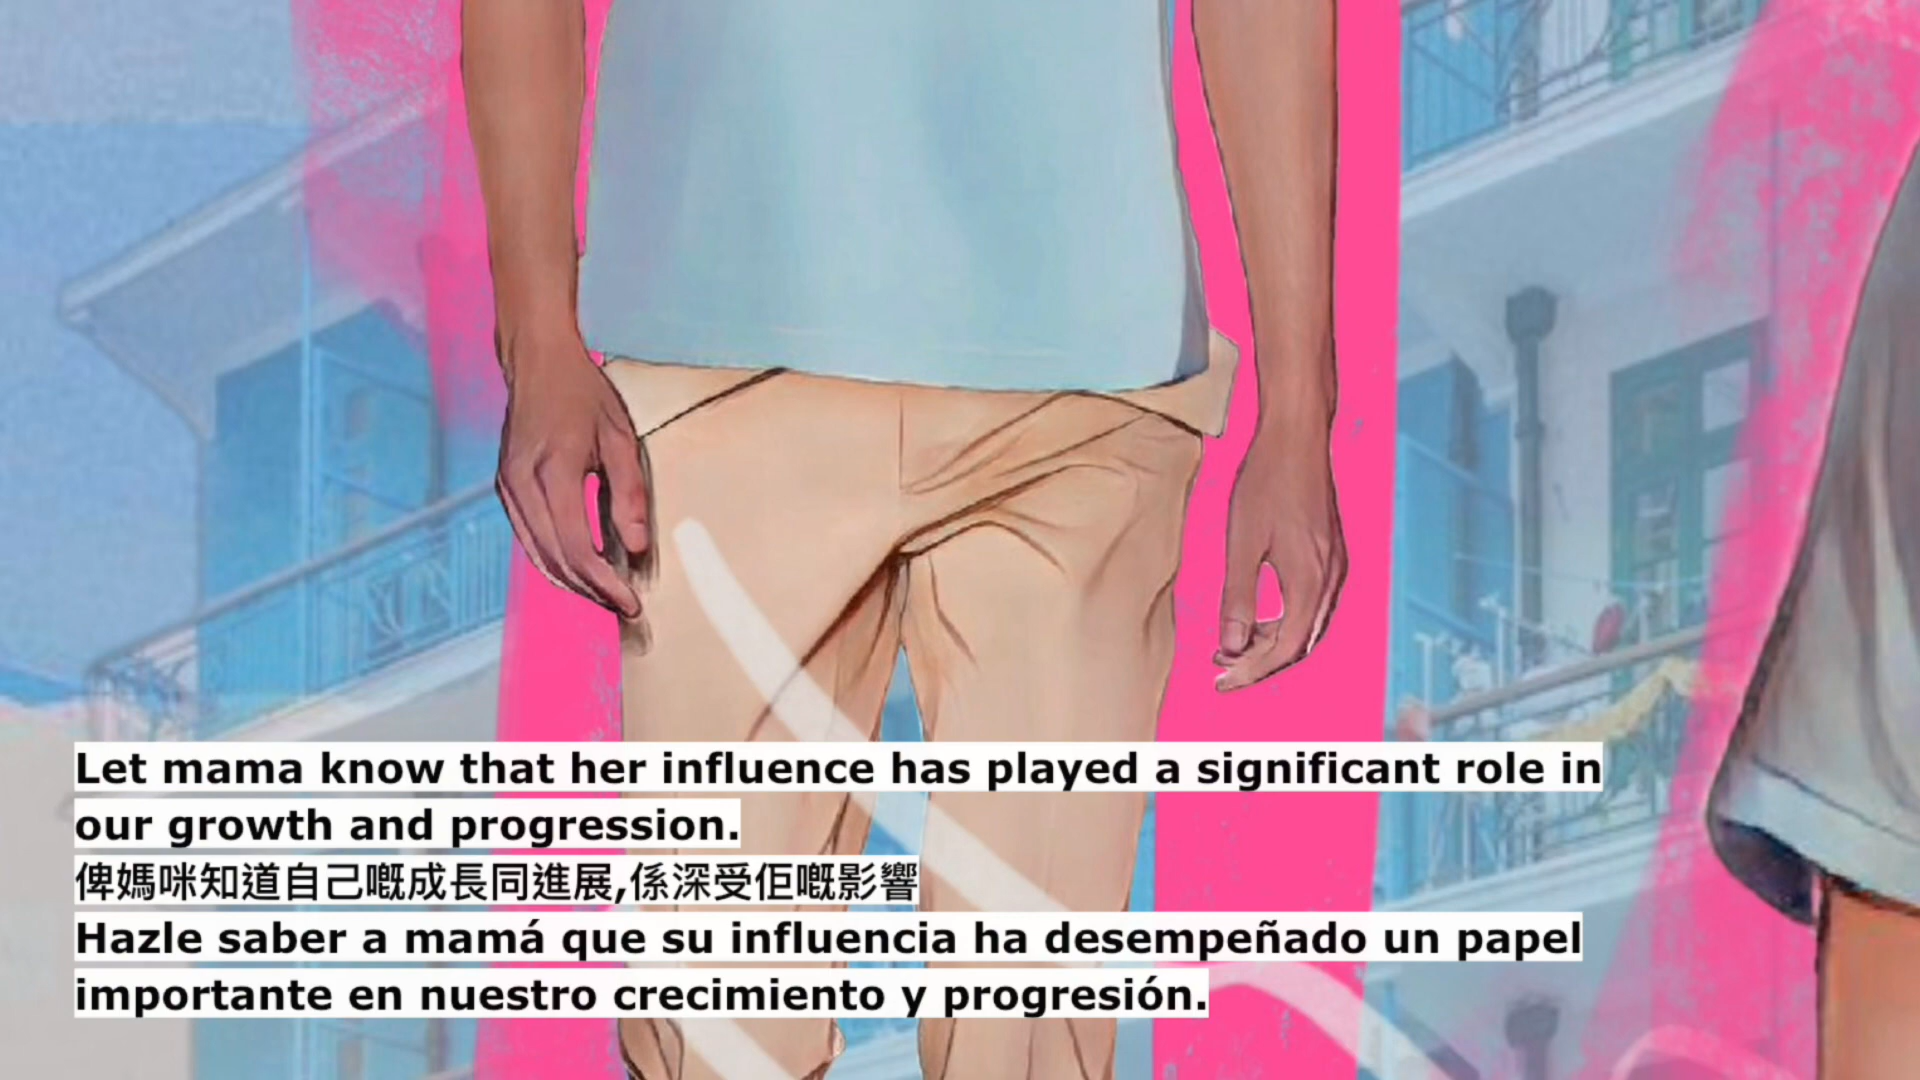 Let mama know that her influence has played a significant role in
our growth and progression.
俾媽咪知道自己嘅成長同進展,係深受佢嘅影響
Hazle saber a mamá que su influencia ha desempeñado un papel
importante en nuestro crecimiento y progresión.